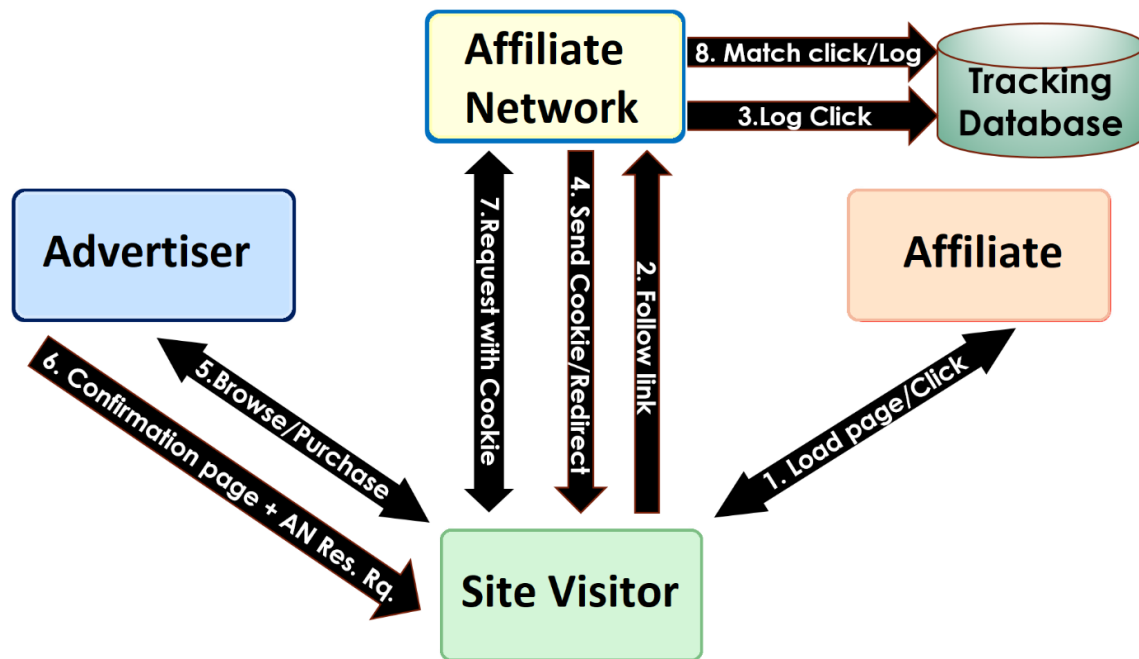 Affiliate
Network
8. Match click/Log
3.Log Click
Tracking
Database
Advertiser
Affiliate
7.Request with Cookie
4. Send Cookie/Redirect
2. Follow link
5.Browse/Purchase
6. Confirmation page + AN Res. Rq.
1. Load page/Click
Site Visitor